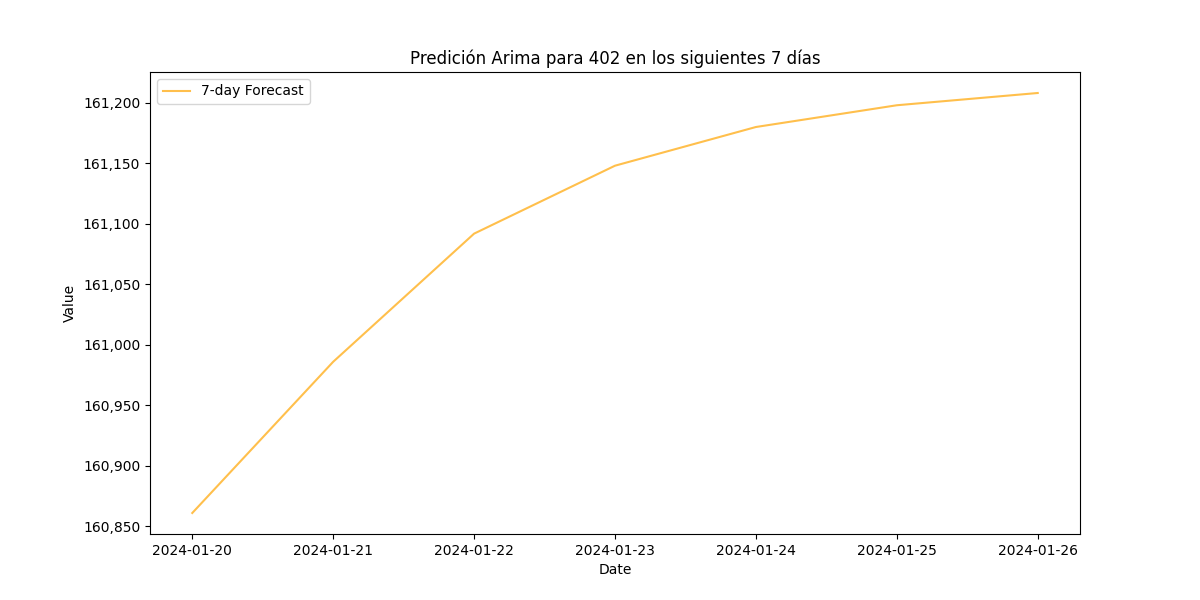 Predición Arima para 402 en los siguientes 7 días
7-day Forecast
161,200
161,150
161,100
161,050
161,000
160,950
160,900
160,850
Value
2024-01-20 2024-01-21 2024-01-22 2024-01-23 2024-01-24 2024-01-25 2024-01-26
Date